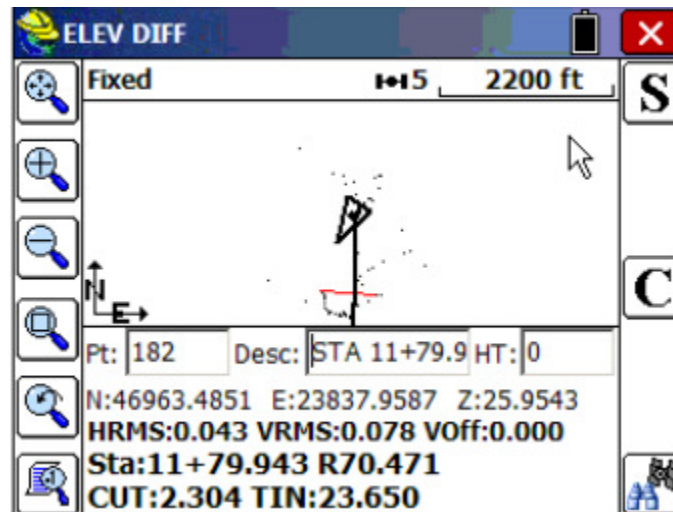 ELEV DIFF
Fixed 5 2200 ft
S
N
E
C
Pt: 182 Desc: STA 11+79.9 HT: 0
N:46963.4851 E:23837.9587 Z:25.9543
HRMS:0.043 VRMS:0.078 VOff:0.000
Sta:11+79.943 R70.471
CUT:2.304 TIN:23.650